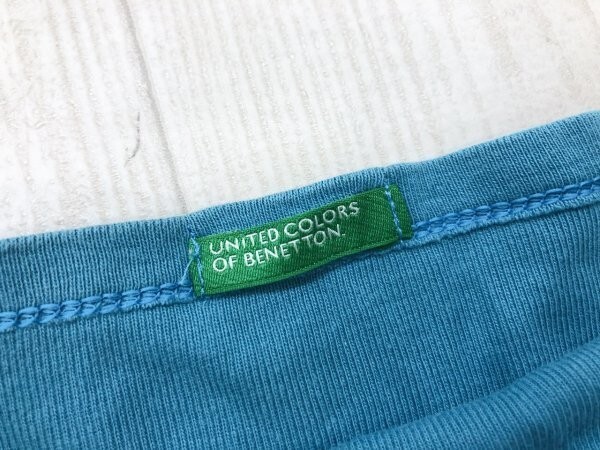 UNITED COLORS
OF BENETTON.